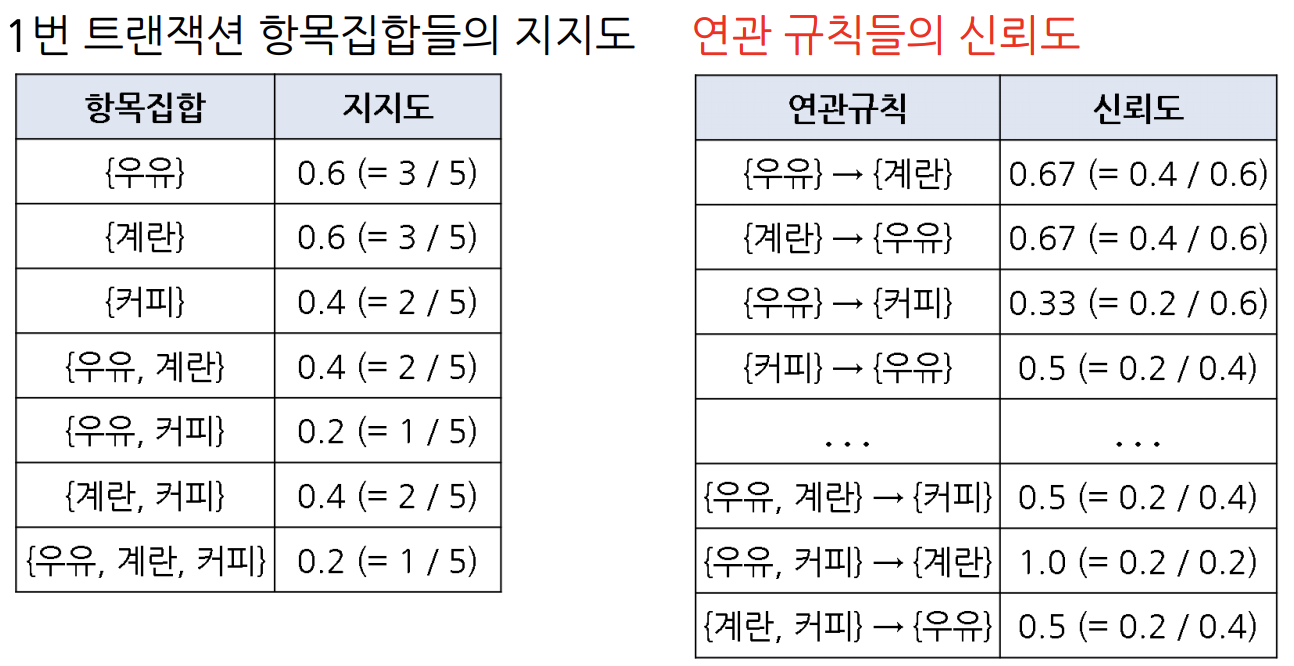 1번 트랜잭션 항목집합들의 지지도
항목집합 지지도
{우유} 0.6 (= 3 / 5)
{계란} 0.6 (= 3 / 5)
{커피} 0.4 (= 2 / 5)
{우유, 계란} 0.4 (= 2 / 5)
{우유, 커피} 0.2 (= 1 / 5)
{계란, 커피} 0.4 (= 2 / 5)
{우유, 계란, 커피} 0.2 (= 1 / 5)
연관 규칙들의 신뢰도
연관규칙 신뢰도
{우유} → {계란} 0.67 (= 0.4 / 0.6)
{계란} → {우유} 0.67 (= 0.4 / 0.6)
{우유} → {커피} 0.33 (= 0.2 / 0.6)
{커피} → {우유} 0.5 (= 0.2 / 0.4)
... ...
{우유, 계란} → {커피} 0.5 (= 0.2 / 0.4)
{우유, 커피} → {계란} 1.0 (= 0.2 / 0.2)
{계란, 커피} → {우유} 0.5 (= 0.2 / 0.4)